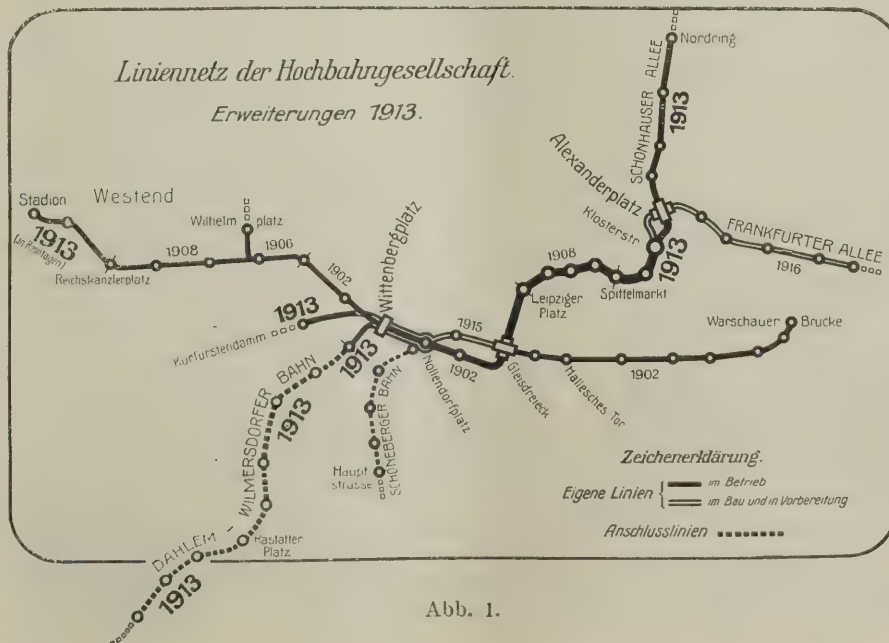 Liniennetz der Hochbahngesellschaft.
Erweiterungen 1913.
Nordring
SCHÖNHAUSER ALLEE
1913
Alexanderplatz
Klosterstr
1913
FRANKFURTER ALLEE
1916
Stadion
Westend
1913
Reichskanzlerplatz
1908
Wilhelm platz
1906
1902
Wittenbergplatz
1913
Kurfürstendamm
1913
1915
1902
Nollendorfplatz
Gleisdreieck
1908
Leipziger
Platz
Spittelmarkt
Warschauer Brücke
1902
Hallesches Tor
SCHÖNEBERGER BAHN
Haupt
strasse
DAHLEM - WILMERSDORFER BAHN
1913
Rastatter
Platz
1913
Zeichenerklärung.
Eigene Linien
im Betrieb
im Bau und in Vorbereitung
Anschlusslinien
Abb. 1.